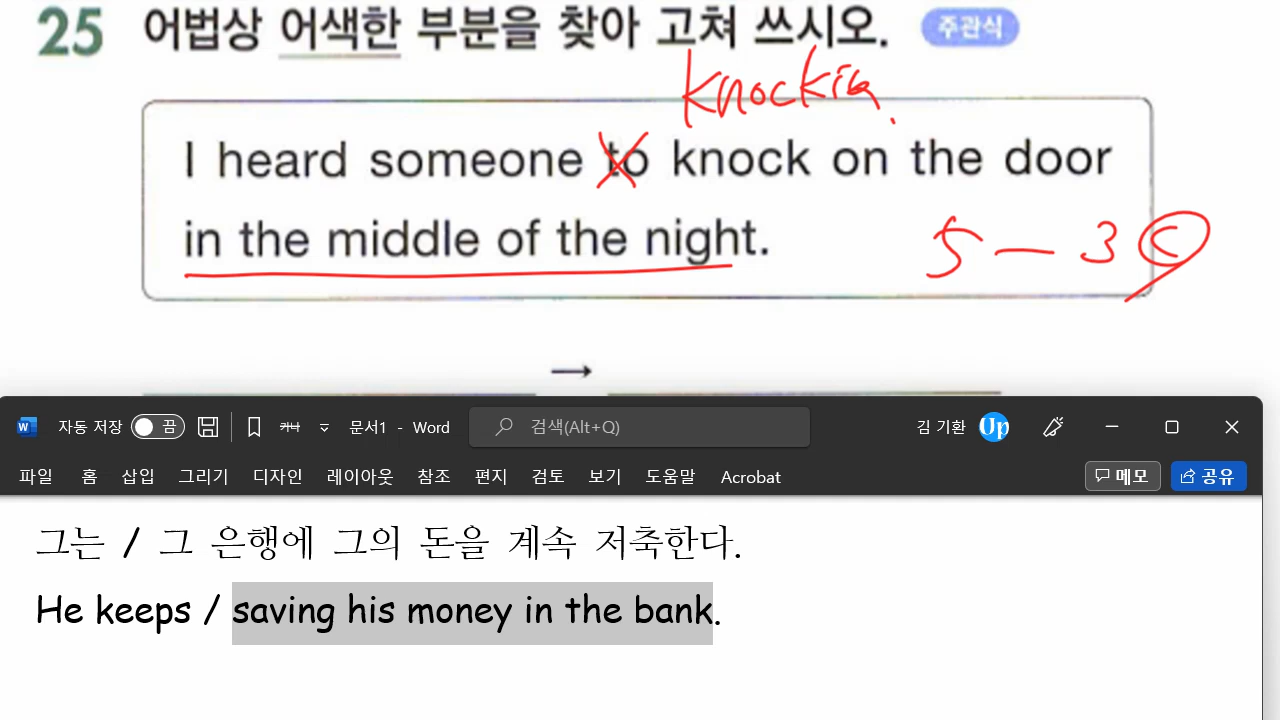 25 어법상 어색한 부분을 찾아 고쳐 쓰시오. 주관식
knockin
I heard someone to knock on the door
in the middle of the night.
5 - 3 C
→
자동 저장 끔 가나 문서1 - Word 검색(Alt+Q) 김 기환 Up
파일 홈 삽입 그리기 디자인 레이아웃 참조 편지 검토 보기 도움말 Acrobat 메모 공유
그는 / 그 은행에 그의 돈을 계속 저축한다.
He keeps / saving his money in the bank.